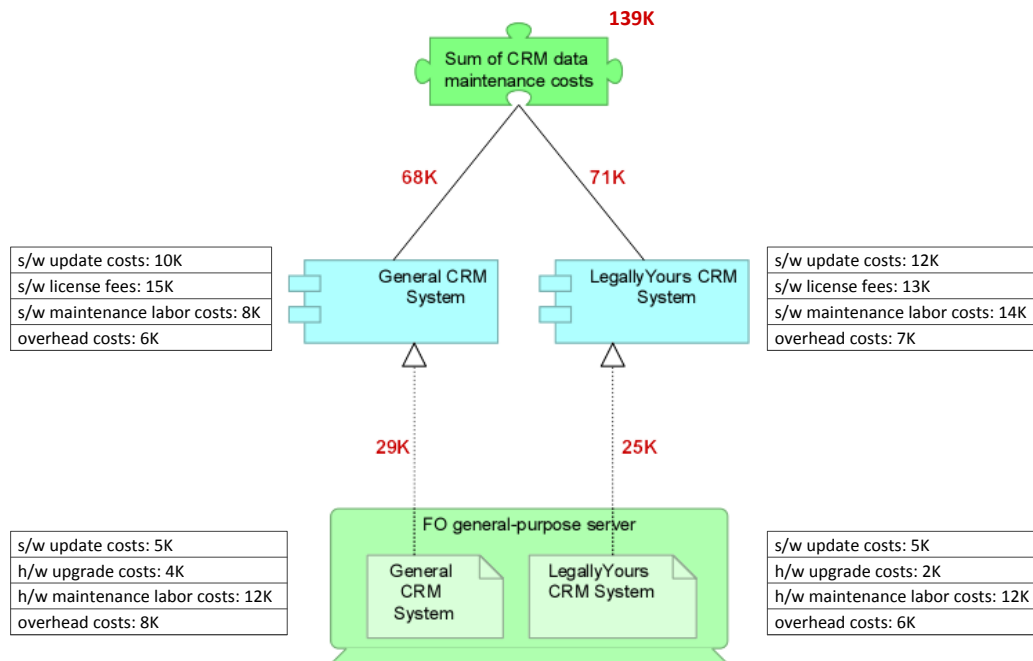 139K
Sum of CRM data
maintenance costs
68K
71K
s/w update costs: 10K
s/w license fees: 15K
s/w maintenance labor costs: 8K
overhead costs: 6K
General CRM
System
LegallyYours CRM
System
s/w update costs: 12K
s/w license fees: 13K
s/w maintenance labor costs: 14K
overhead costs: 7K
29K
25K
FO general-purpose server
s/w update costs: 5K
h/w upgrade costs: 4K
h/w maintenance labor costs: 12K
overhead costs: 8K
General
CRM
System
LegallyYours
CRM System
s/w update costs: 5K
h/w upgrade costs: 2K
h/w maintenance labor costs: 12K
overhead costs: 6K